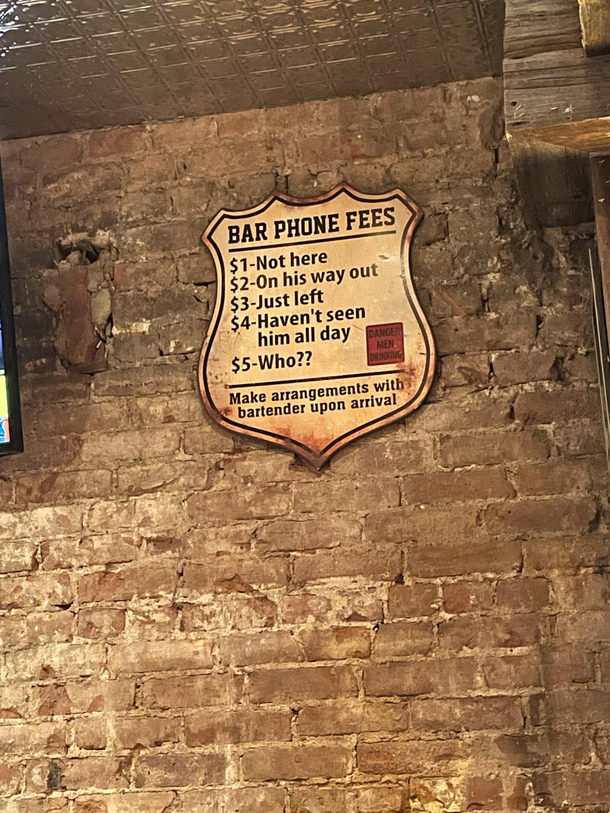 BAR PHONE FEES
$1-Not here
$2-On his way out
$3-Just left
$4-Haven't seen
him all day
$5-Who??
DANGER
MEN
DRINKING
Make arrangements with
bartender upon arrival